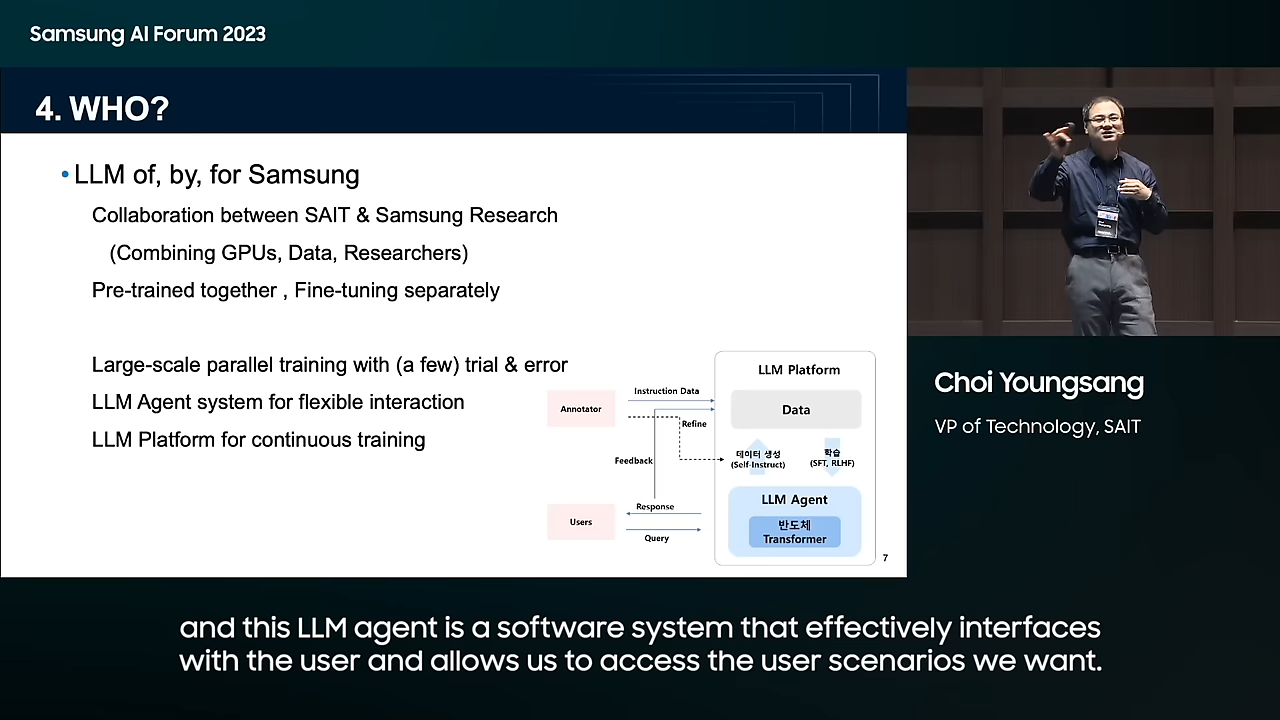 Samsung AI Forum 2023
4. WHO?
• LLM of, by, for Samsung
Collaboration between SAIT & Samsung Research
(Combining GPUs, Data, Researchers)
Pre-trained together , Fine-tuning separately
Large-scale parallel training with (a few) trial & error
LLM Agent system for flexible interaction
LLM Platform for continuous training
LLM Platform
Instruction Data
Annotator
Data
Refine
데이터 생성
(Self-Instruct)
학습
(SFT, RLHF)
Feedback
LLM Agent
Response
Users
반도체
Transformer
Query
7
Choi Youngsang
VP of Technology, SAIT
and this LLM agent is a software system that effectively interfaces
with the user and allows us to access the user scenarios we want.